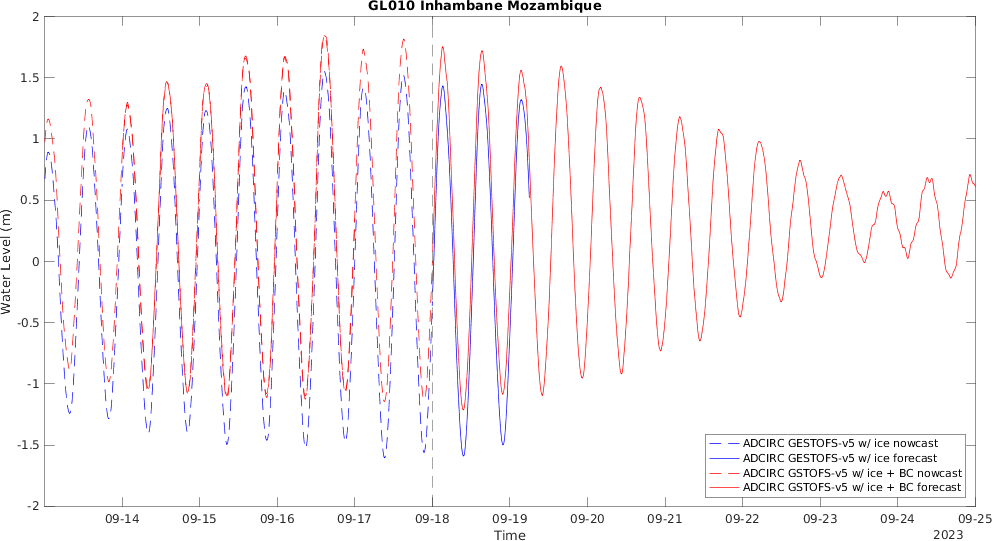 GL010 Inhambane Mozambique
2
1.5
1
0.5
0
-0.5
-1
-1.5
-2
Water Level (m)
ADCIRC GESTOFS-v5 w/ ice nowcast
ADCIRC GESTOFS-v5 w/ ice forecast
ADCIRC GSTOFS-v5 w/ ice + BC nowcast
ADCIRC GSTOFS-v5 w/ ice + BC forecast
09-14 09-15 09-16 09-17 09-18 09-19 09-20 09-21 09-22 09-23 09-24 09-25
Time
2023